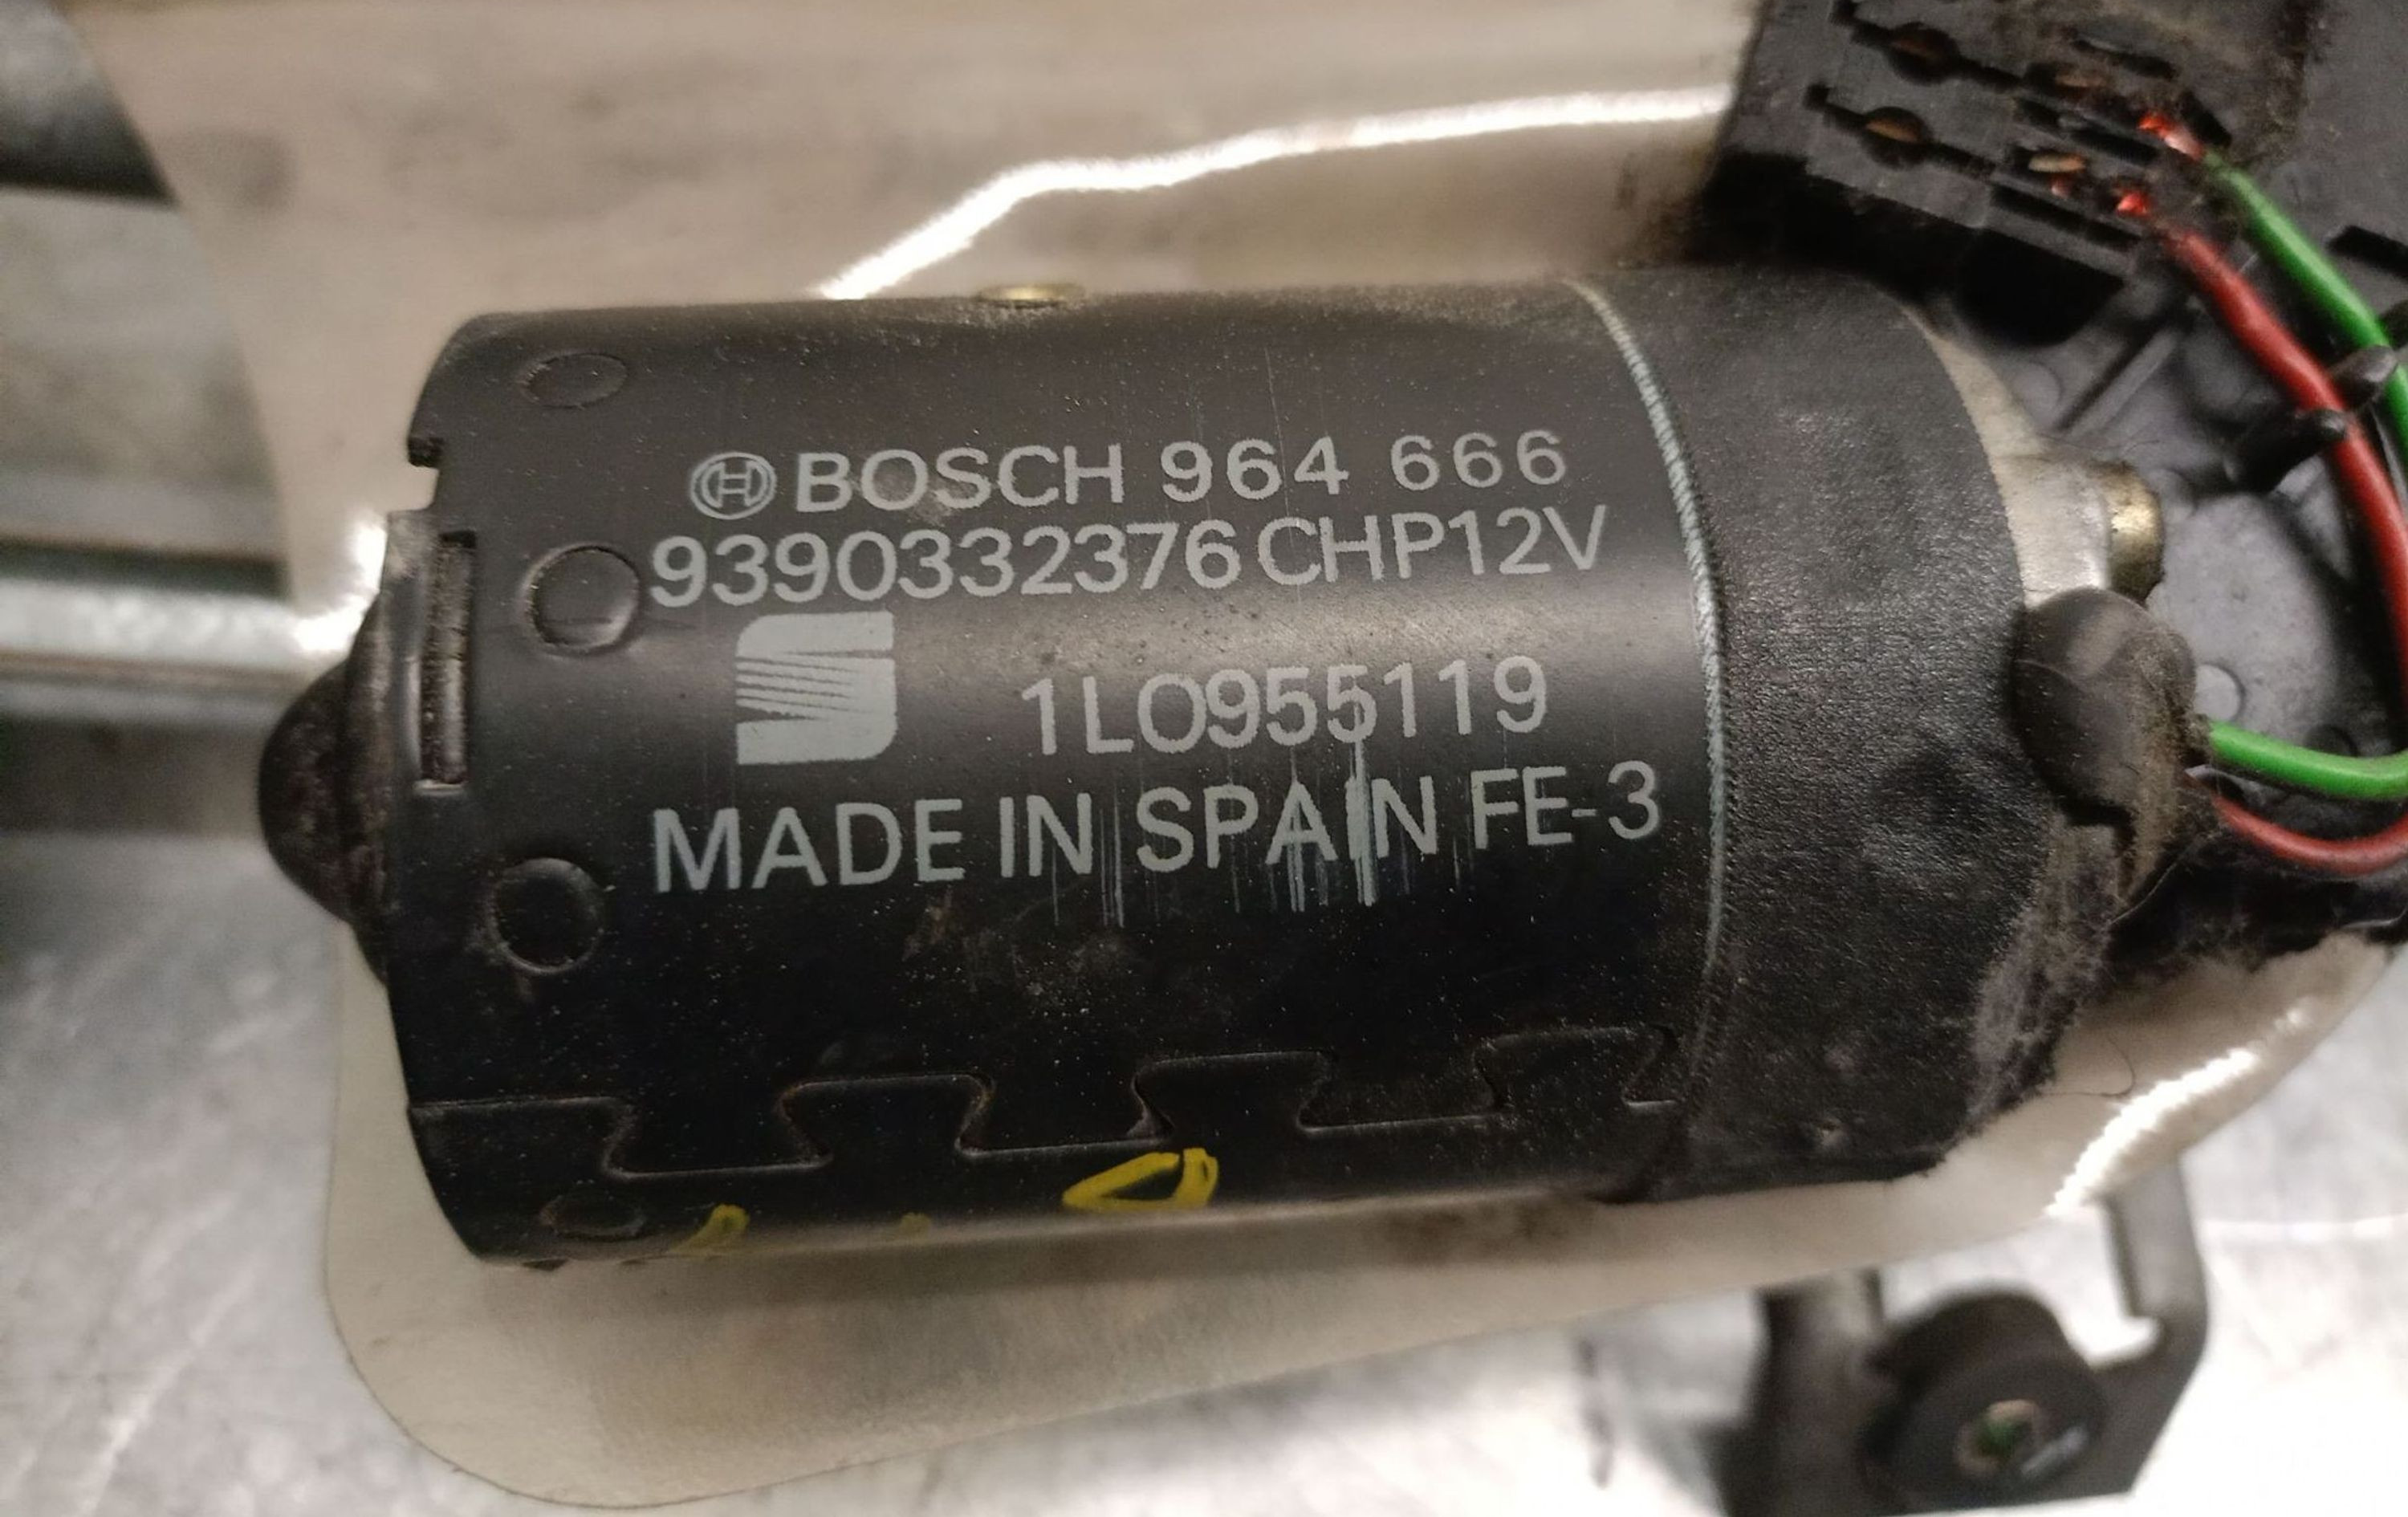 BOSCH 964 666
9390332376 CHP12V
1L0955119
MADE IN SPAIN FE-3